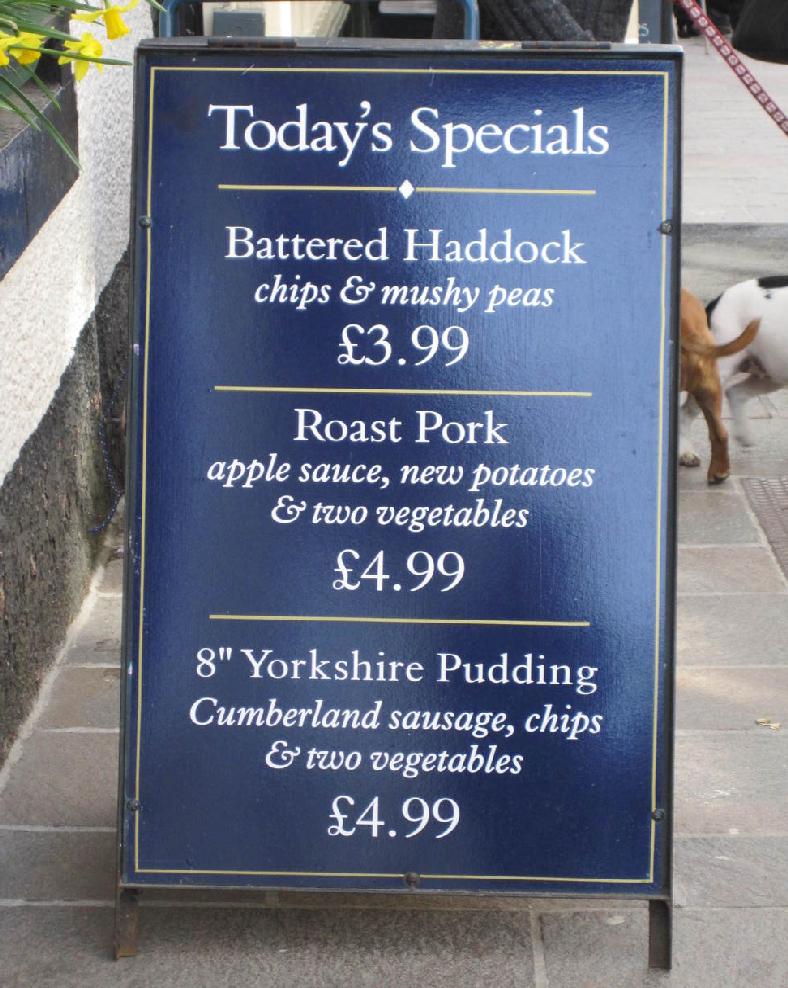 Today's Specials
Battered Haddock
chips & mushy peas
£3.99
Roast Pork
apple sauce, new potatoes
& two vegetables
£4.99
8" Yorkshire Pudding
Cumberland sausage, chips
& two vegetables
£4.99